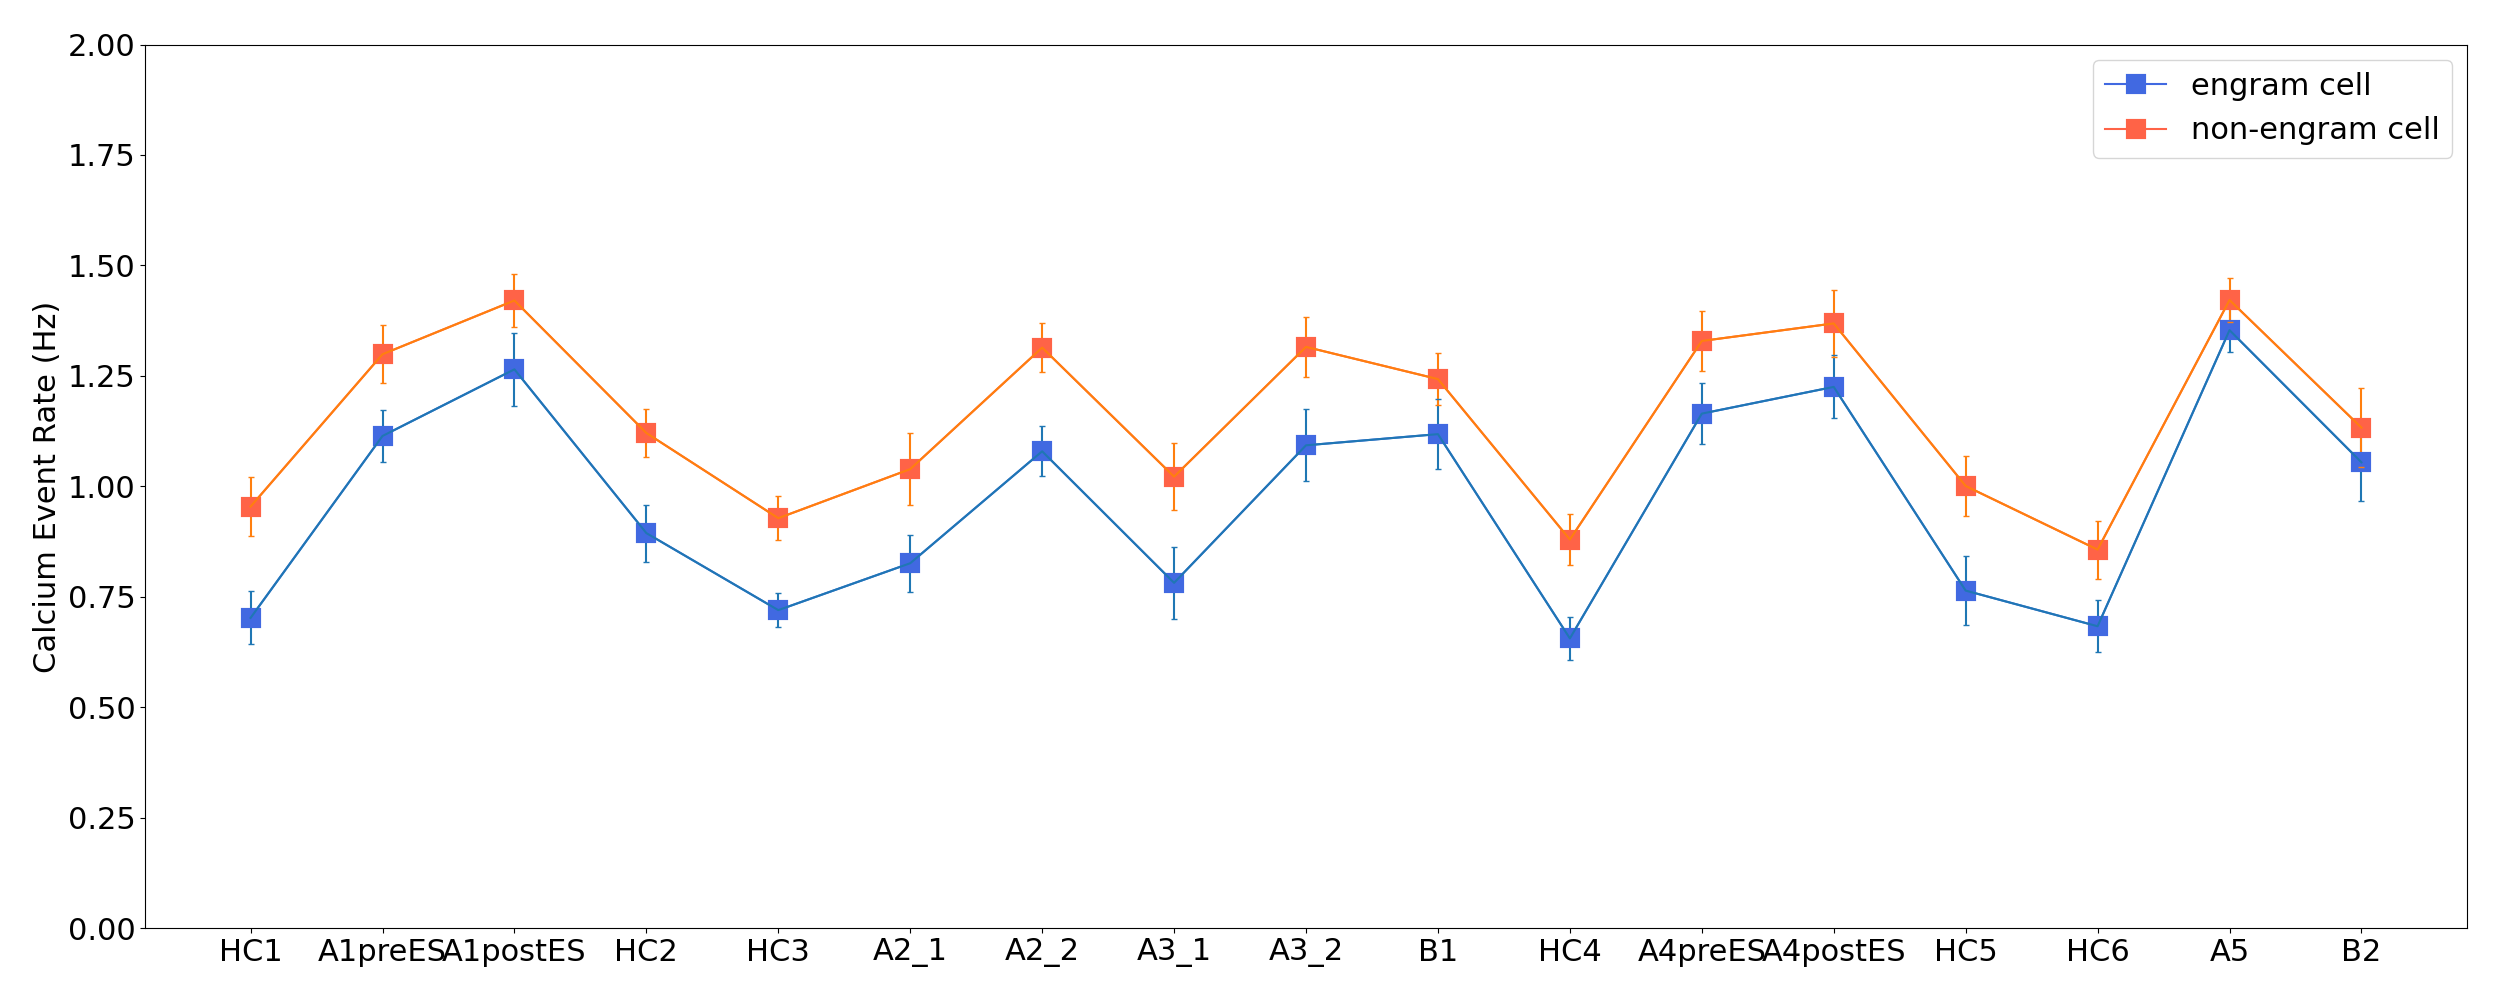 Calcium Event Rate (Hz)
2.00
1.75
1.50
1.25
1.00
0.75
0.50
0.25
0.00
engram cell
non-engram cell
HC1 A1preES A1postES HC2 HC3 A2_1 A2_2 A3_1 A3_2 B1 HC4 A4preES A4postES HC5 HC6 A5 B2